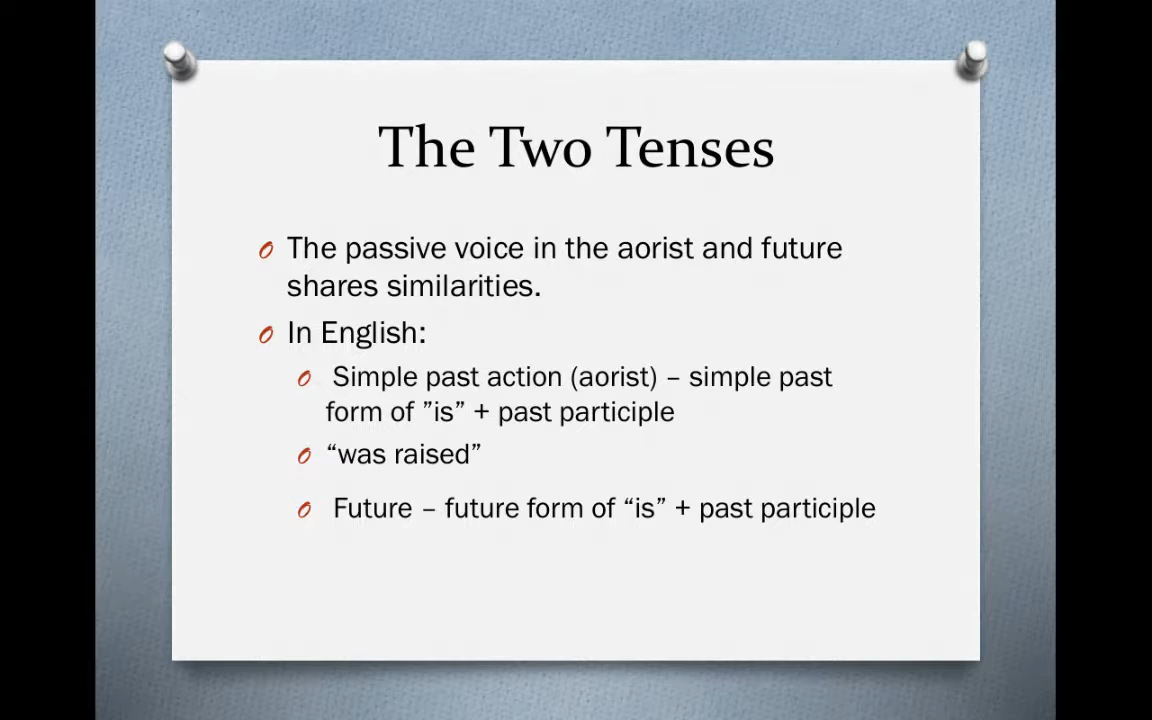 The Two Tenses
The passive voice in the aorist and future
shares similarities.
In English:
Simple past action (aorist) – simple past
form of ”is” + past participle
“was raised”
Future – future form of “is” + past participle